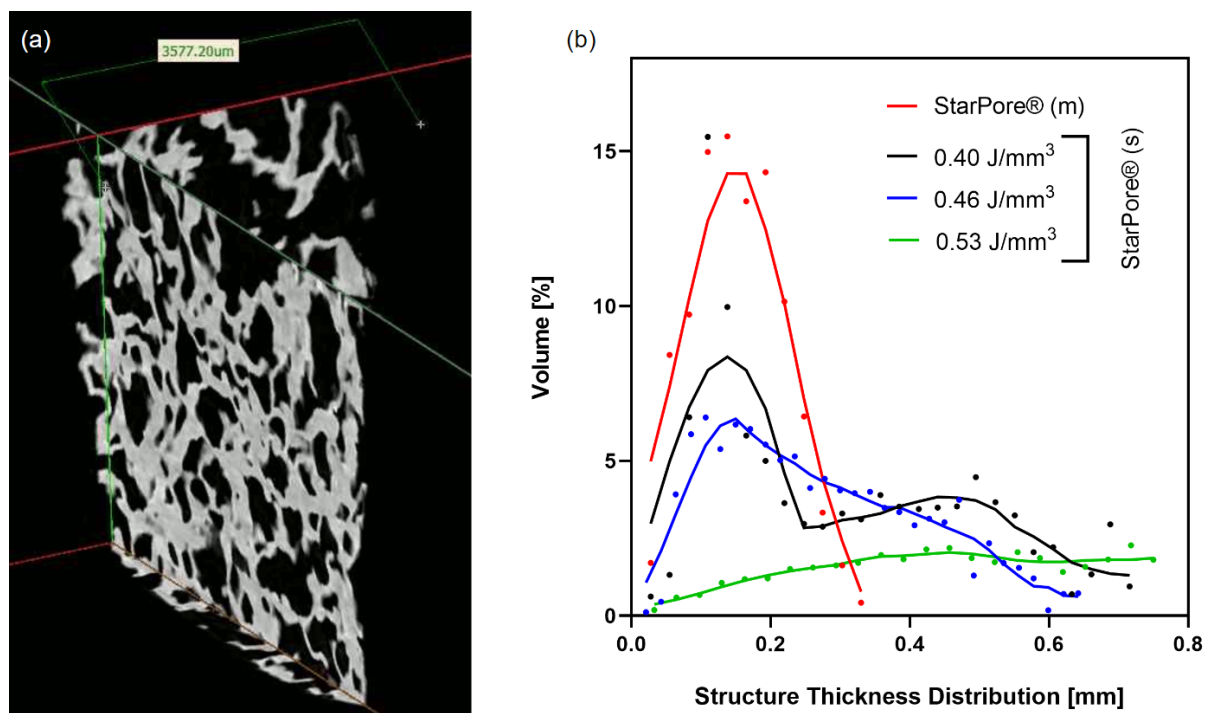 (a)
3577.20um
(b)
StarPore® (m)
0.40 J/mm³
0.46 J/mm³
0.53 J/mm³
StarPore® (s)
Volume [%]
15
10
5
0
0.0 0.2 0.4 0.6 0.8
Structure Thickness Distribution [mm]